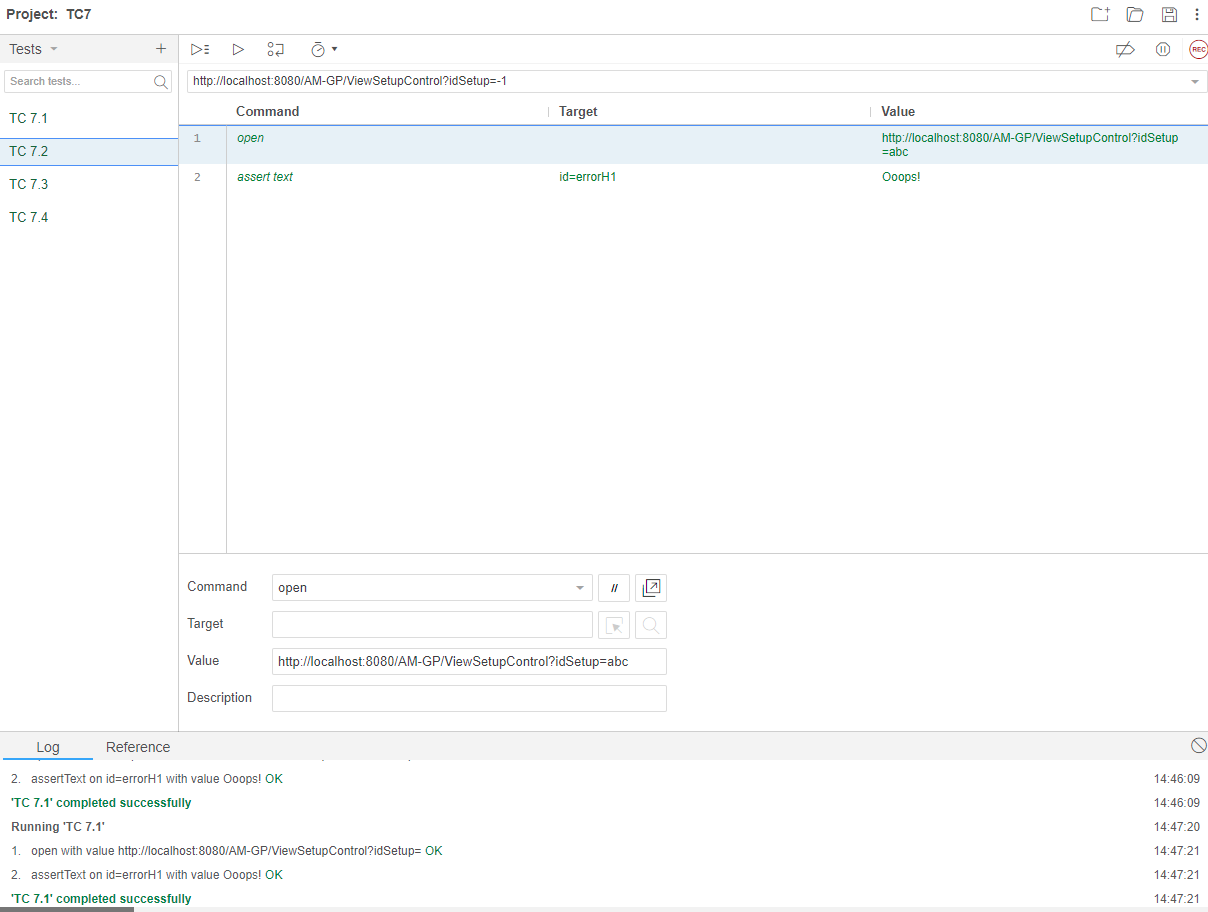 Project: TC7
Tests
Search tests...
TC 7.1
TC 7.2
TC 7.3
TC 7.4
REC
http://localhost:8080/AM-GP/ViewSetupControl?idSetup=-1
Command Target Value
1 open http://localhost:8080/AM-GP/ViewSetupControl?idSetup
=abc
2 assert text id=errorH1 Ooops!
Command open //
Target
Value http://localhost:8080/AM-GP/ViewSetupControl?idSetup=abc
Description
Log Reference
2. assertText on id=errorH1 with value Ooops! OK 14:46:09
'TC 7.1' completed successfully 14:46:09
Running 'TC 7.1' 14:47:20
1. open with value http://localhost:8080/AM-GP/ViewSetupControl?idSetup= OK 14:47:21
2. assertText on id=errorH1 with value Ooops! OK 14:47:21
'TC 7.1' completed successfully 14:47:21